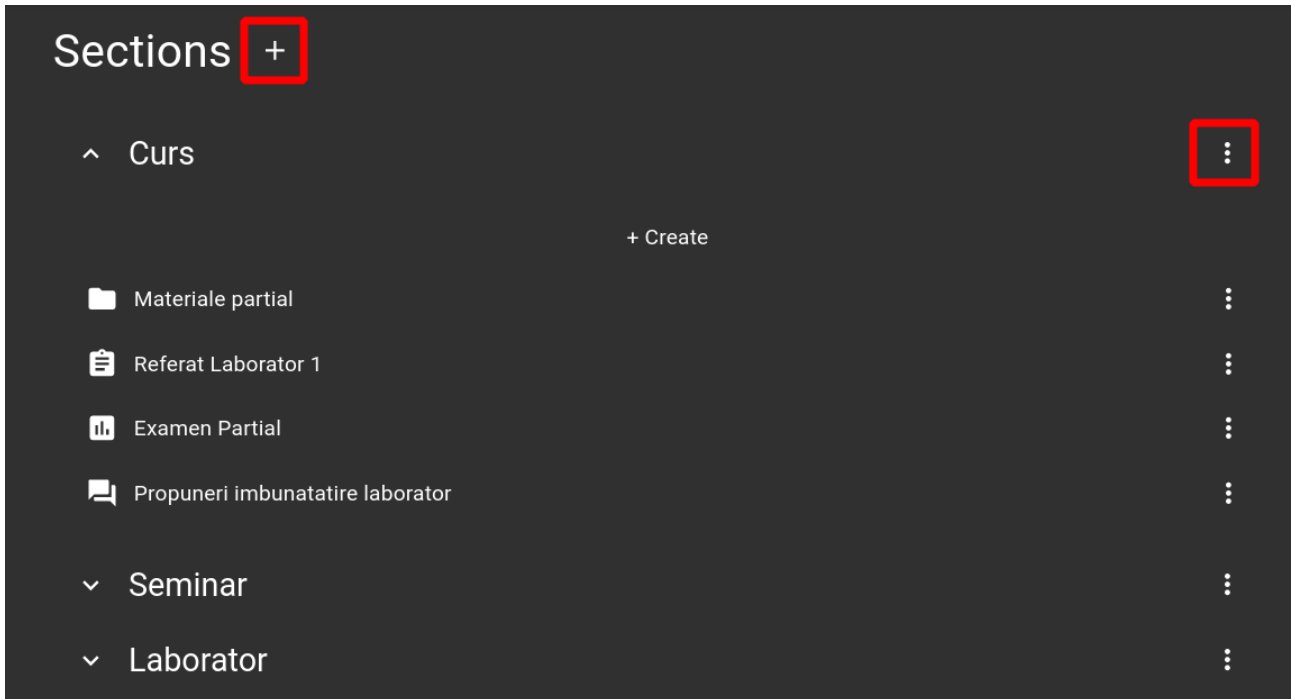 Sections +
Curs
+ Create
Materiale partial
Referat Laborator 1
Examen Partial
Propuneri imbunatatire laborator
Seminar
Laborator